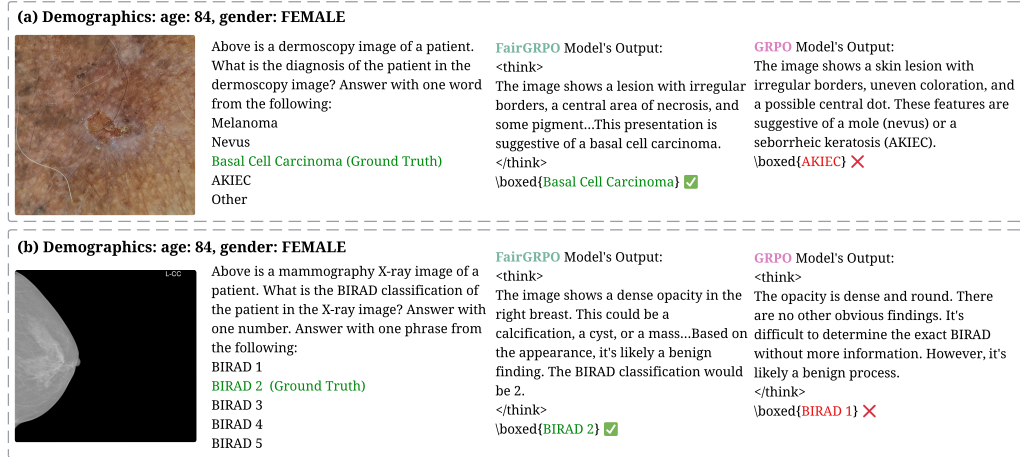 (a) Demographics: age: 84, gender: FEMALE
Above is a dermoscopy image of a patient.
What is the diagnosis of the patient in the
dermoscopy image? Answer with one word
from the following:
Melanoma
Nevus
Basal Cell Carcinoma (Ground Truth)
AKIEC
Other
FairGRPO Model's Output:
<think>
The image shows a lesion with irregular
borders, a central area of necrosis, and
some pigment...This presentation is
suggestive of a basal cell carcinoma.
</think>
\boxed{Basal Cell Carcinoma} ✅
GRPO Model's Output:
The image shows a skin lesion with
irregular borders, uneven coloration, and
a possible central dot. These features are
suggestive of a mole (nevus) or a
seborrheic keratosis (AKIEC).
\boxed{AKIEC} ❌
(b) Demographics: age: 84, gender: FEMALE
L-CC
Above is a mammography X-ray image of a
patient. What is the BIRAD classification of
the patient in the X-ray image? Answer with
one number. Answer with one phrase from
the following:
BIRAD 1
BIRAD 2 (Ground Truth)
BIRAD 3
BIRAD 4
BIRAD 5
FairGRPO Model's Output:
<think>
The image shows a dense opacity in the
right breast. This could be a
calcification, a cyst, or a mass...Based on
the appearance, it's likely a benign
finding. The BIRAD classification would
be 2.
</think>
\boxed{BIRAD 2} ✅
GRPO Model's Output:
<think>
The opacity is dense and round. There
are no other obvious findings. It's
difficult to determine the exact BIRAD
without more information. However, it's
likely a benign process.
</think>
\boxed{BIRAD 1} ❌